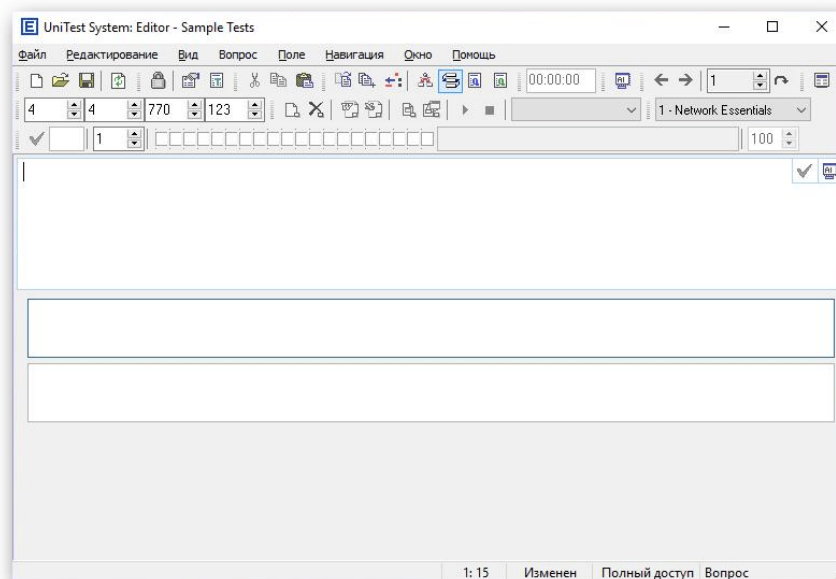 E UniTest System: Editor - Sample Tests
Файл Редактирование Вид Вопрос Поле Навигация Окно Помощь
00:00:00 1
4 4 770 123 1 - Network Essentials
1 100
1: 15 Изменен Полный доступ Вопрос